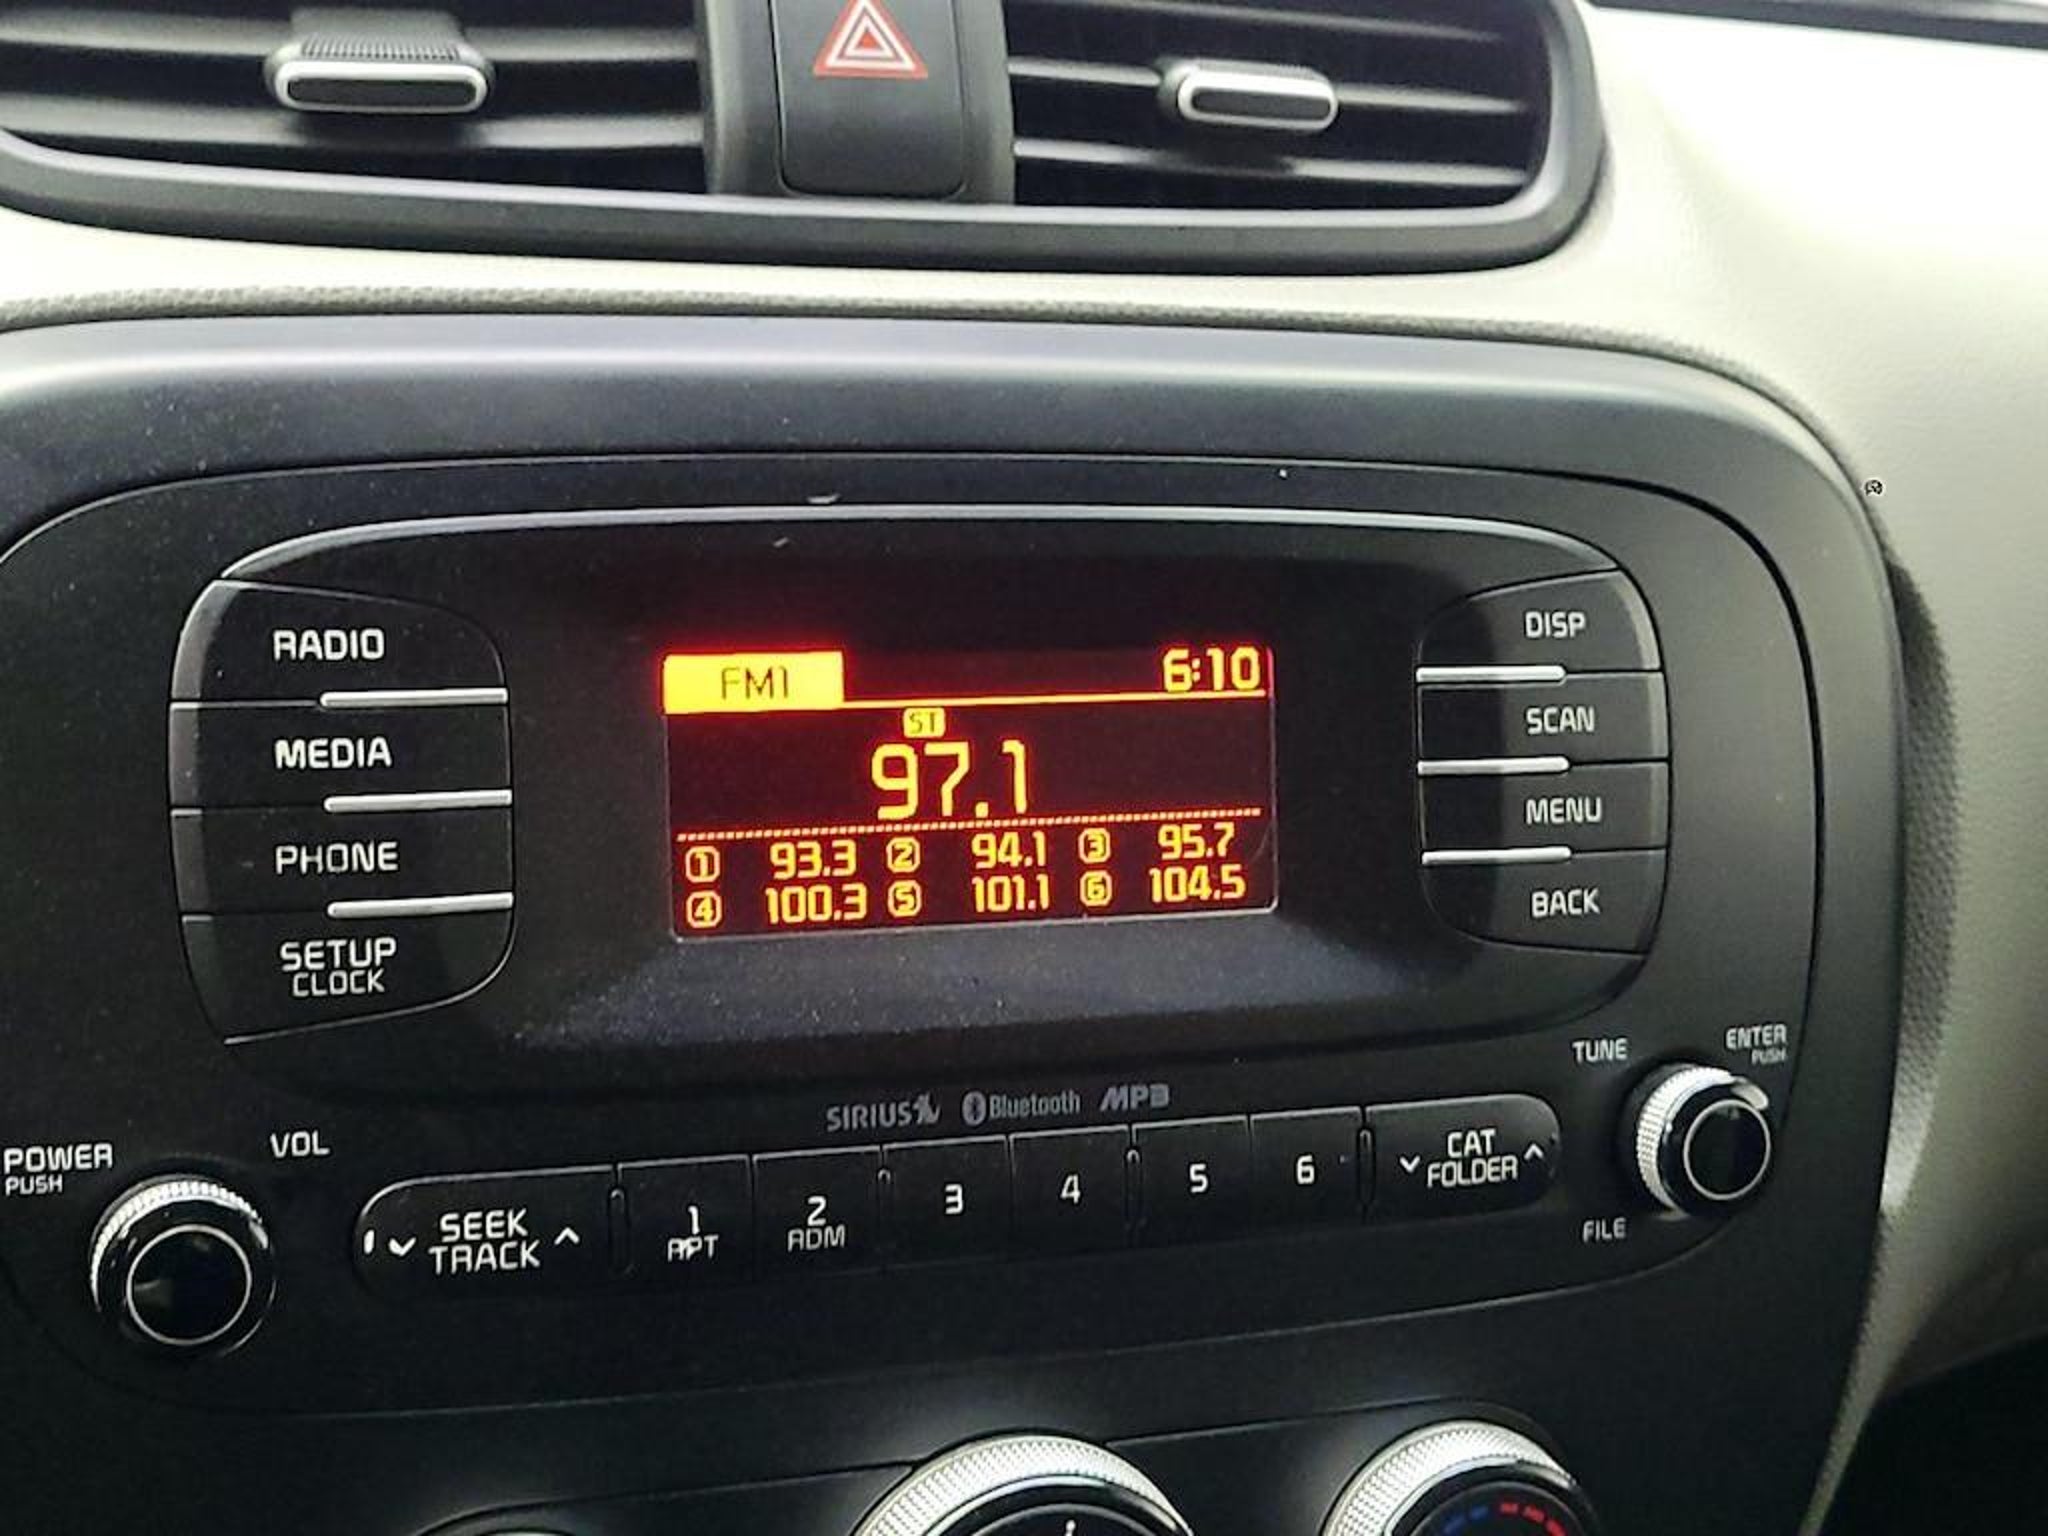 FM1 6:10
ST
97.1
1 93.3 2 94.1 3 95.7
4 100.3 5 101.1 6 104.5
RADIO
MEDIA
PHONE
SETUP
CLOCK
DISP
SCAN
MENU
BACK
SIRIUS Bluetooth MP3
POWER
PUSH
VOL
SEEK
TRACK
1
RPT
2
RDM
3
4
5
6
CAT
FOLDER
TUNE
ENTER
PUSH
FILE